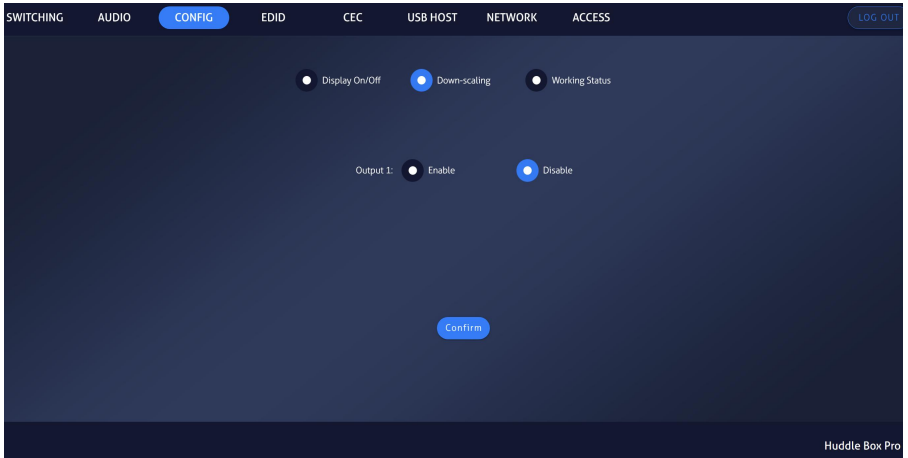 SWITCHING AUDIO CONFIG EDID CEC USB HOST NETWORK ACCESS LOG OUT
Display On/Off Down-scaling Working Status
Output 1: Enable Disable
Confirm
Huddle Box Pro